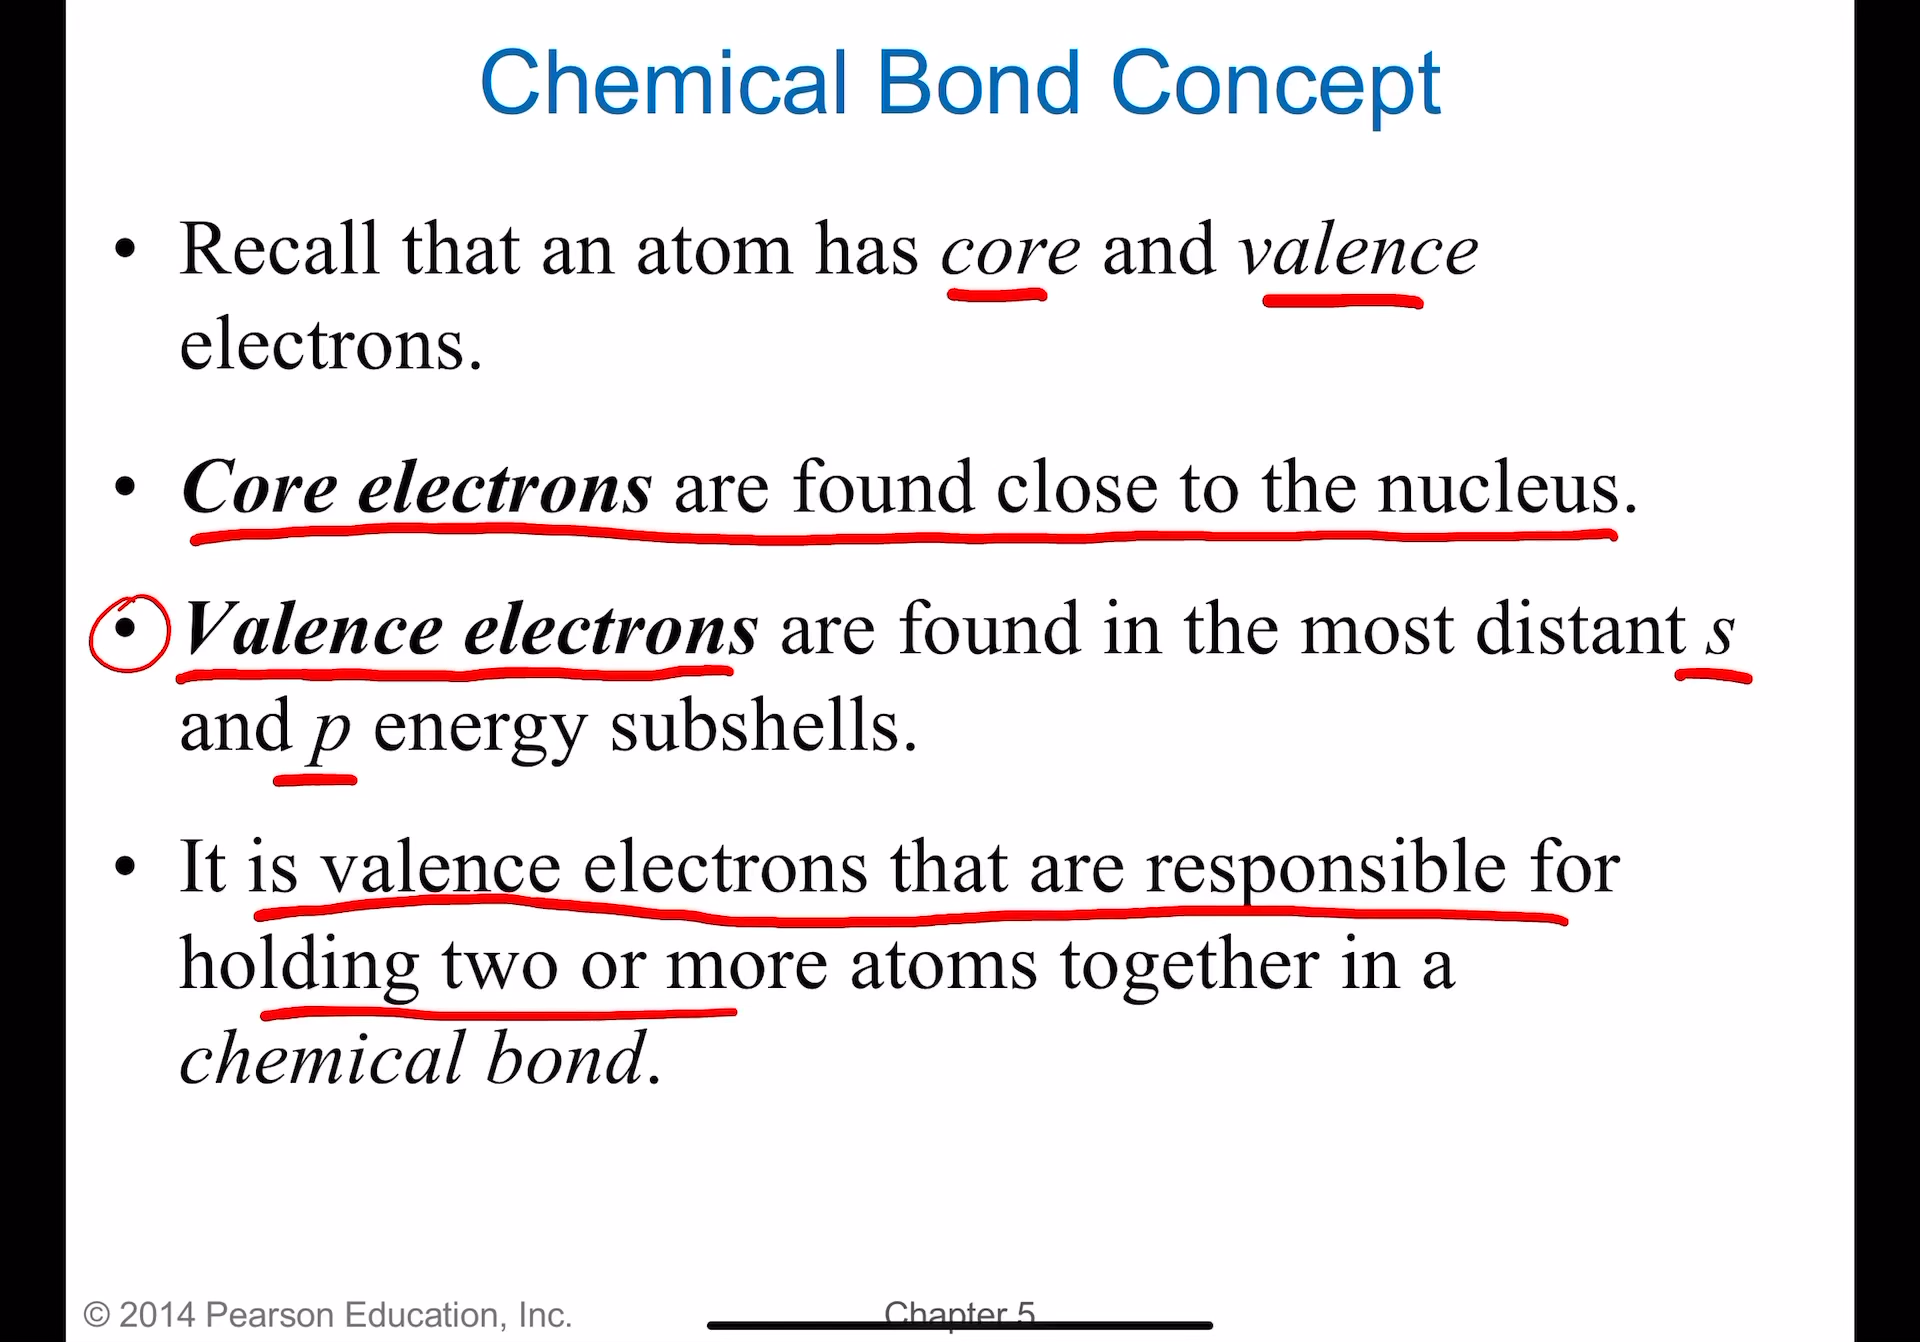 Chemical Bond Concept
• Recall that an atom has core and valence
electrons.
• Core electrons are found close to the nucleus.
• Valence electrons are found in the most distant s
and p energy subshells.
• It is valence electrons that are responsible for
holding two or more atoms together in a
chemical bond.
© 2014 Pearson Education, Inc.
Chapter 5